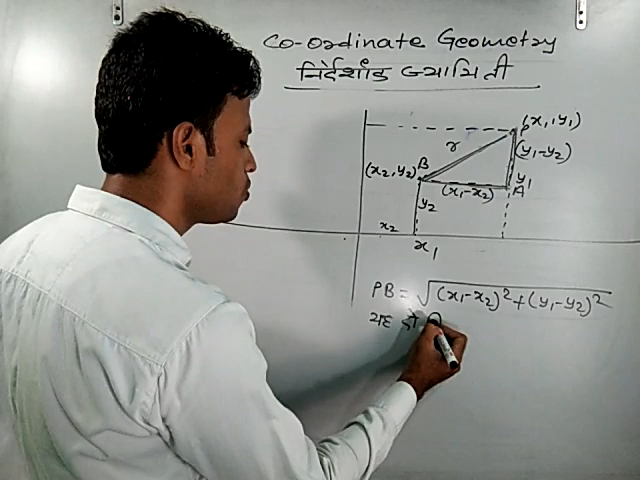 Co-ordinate Geometry
निर्देशांक ज्यामिती
P(x₁, y₁)
r
(y₁-y₂)
(x₂, y₂) B
(x₁-x₂)
y₁
A
y₂
x₂
x₁
PB = √(x₁-x₂)² + (y₁-y₂)²
यह दो